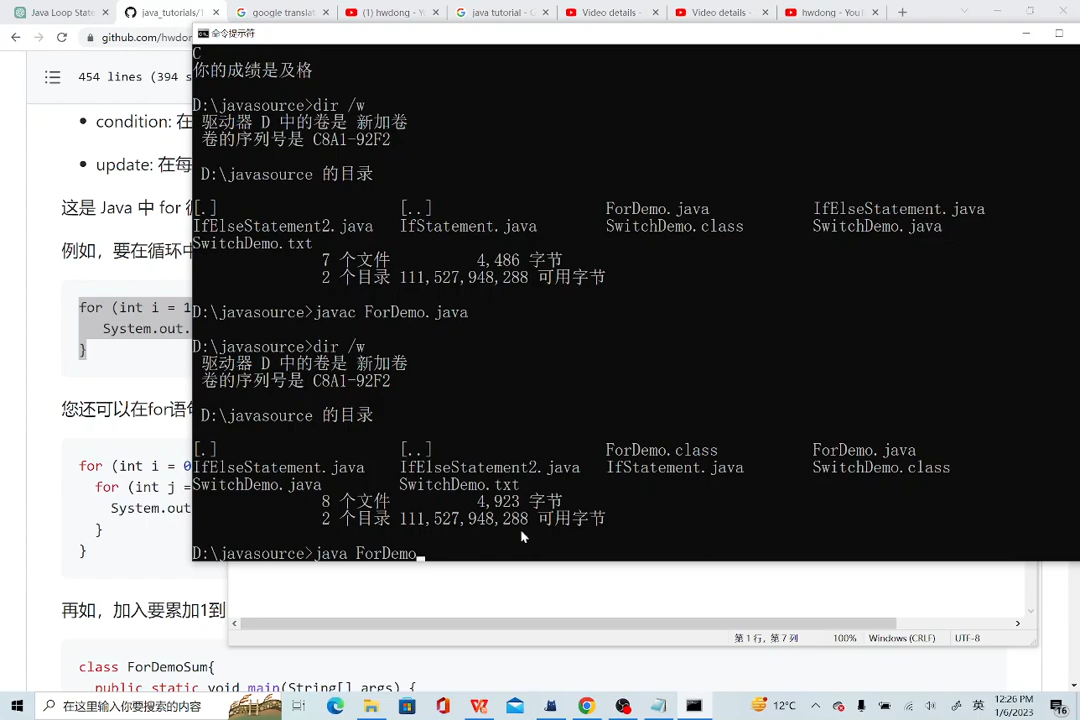 Java Loop State
java_tutorials/
google translat
(1) hwdong - Y
java tutorial - G
Video details -
Video details -
hwdong - You
github.com/hwdo
命令提示符
454 lines (394 s
condition: 在
update: 在每
这是 Java 中 for 循
例如，要在循环中
for (int i = 1
System.out.
}
您还可以在for语句
for (int i = 0
for (int j =
System.out
}
}
再如，加入要累加1到
class ForDemoSum{
public static void main(String[] args) {
C
你的成绩是及格
D:\javasource>dir /w
驱动器 D 中的卷是 新加卷
卷的序列号是 C8A1-92F2
D:\javasource 的目录
[.] [..] ForDemo.java IfElseStatement.java
IfElseStatement2.java IfStatement.java SwitchDemo.class SwitchDemo.java
SwitchDemo.txt
7 个文件 4,486 字节
2 个目录 111,527,948,288 可用字节
D:\javasource>javac ForDemo.java
D:\javasource>dir /w
驱动器 D 中的卷是 新加卷
卷的序列号是 C8A1-92F2
D:\javasource 的目录
[.] [..] ForDemo.class ForDemo.java
IfElseStatement.java IfElseStatement2.java IfStatement.java SwitchDemo.class
SwitchDemo.java SwitchDemo.txt
8 个文件 4,923 字节
2 个目录 111,527,948,288 可用字节
D:\javasource>java ForDemo_
第 1 行，第 7 列 100% Windows (CRLF) UTF-8
在这里输入你要搜索的内容
12°C
英
12:26 PM
1/6/2023
16